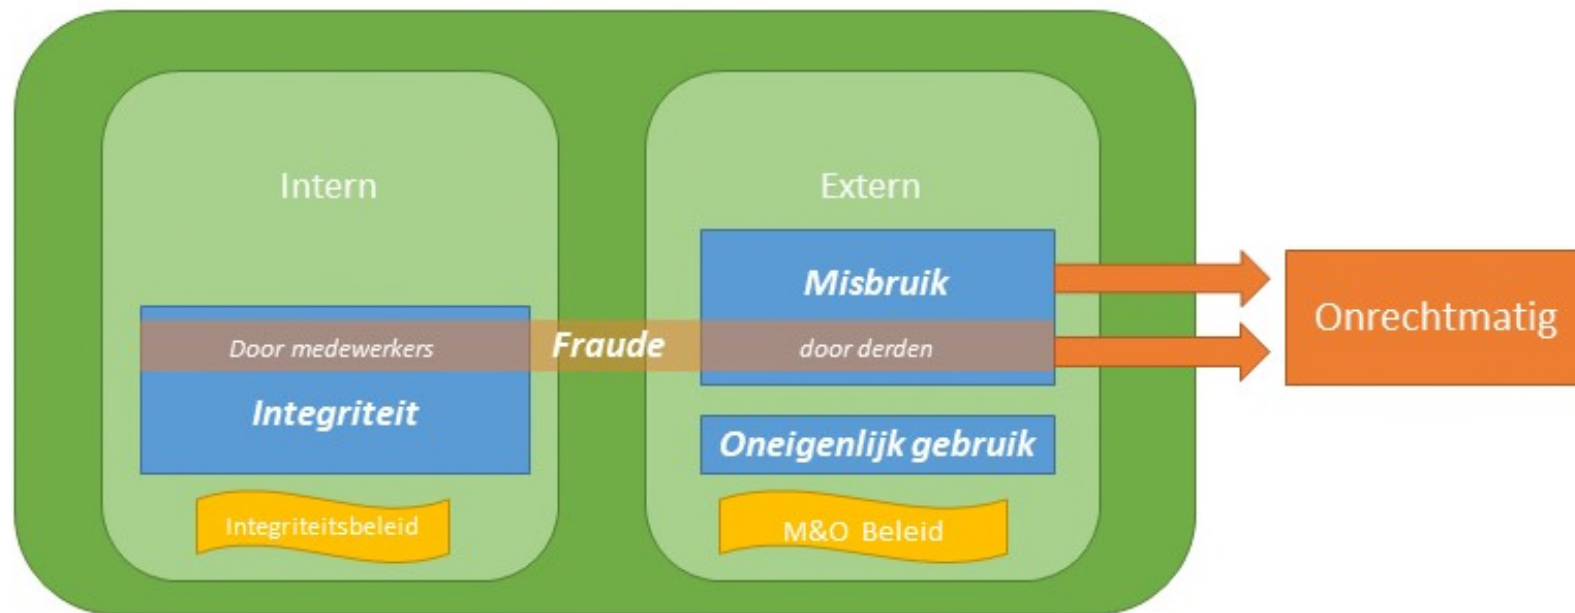 Intern
Extern
Misbruik
Onrechtmatig
Door medewerkers
Fraude
door derden
Integriteit
Oneigenlijk gebruik
Integriteitsbeleid
M&O Beleid